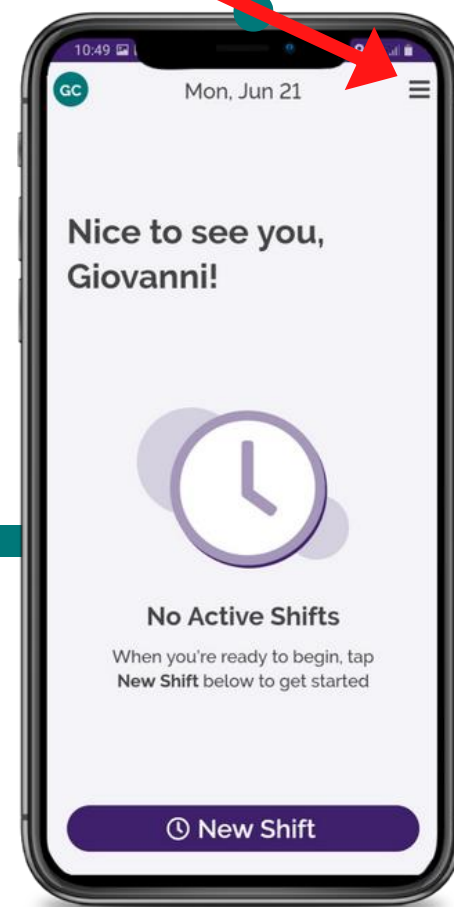 10:49
GC
Mon, Jun 21
Nice to see you,
Giovanni!
No Active Shifts
When you're ready to begin, tap
New Shift below to get started
New Shift